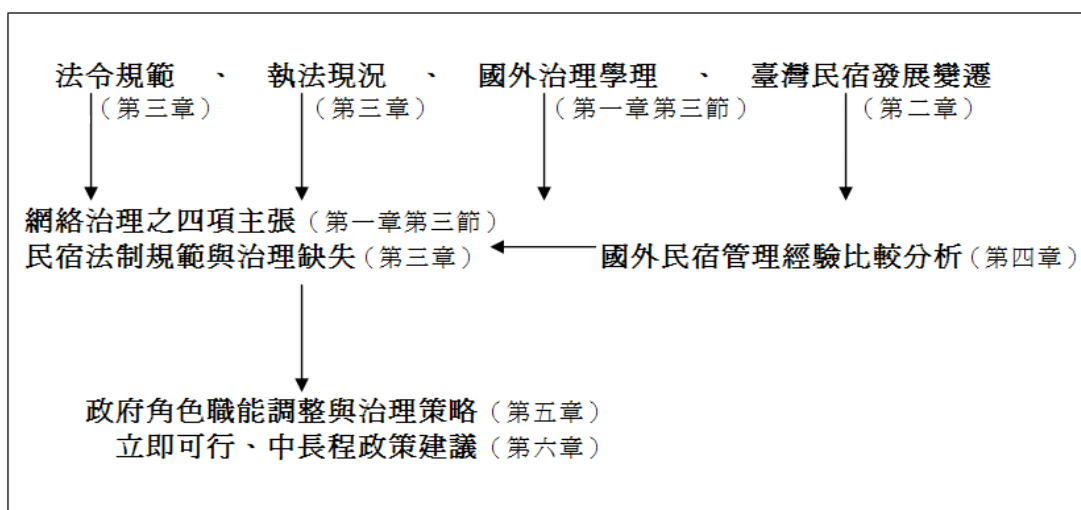 法令規範 、 執法現況 、 國外治理學理 、 臺灣民宿發展變遷
（第三章） （第三章） （第一章第三節） （第二章）
網絡治理之四項主張（第一章第三節）
民宿法制規範與治理缺失（第三章） 國外民宿管理經驗比較分析（第四章）
政府角色職能調整與治理策略（第五章）
立即可行、中長程政策建議（第六章）